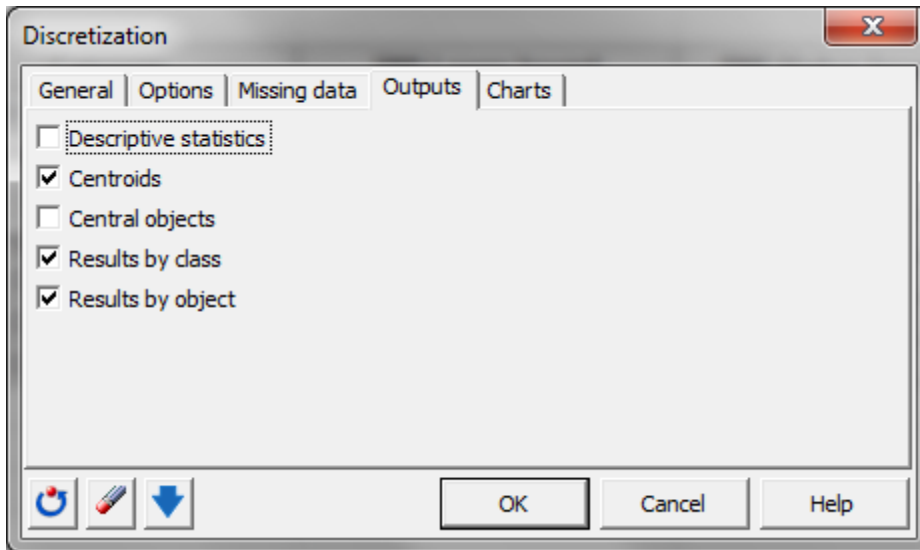 Discretization
General Options Missing data Outputs Charts
Descriptive statistics
Centroids
Central objects
Results by class
Results by object
OK Cancel Help